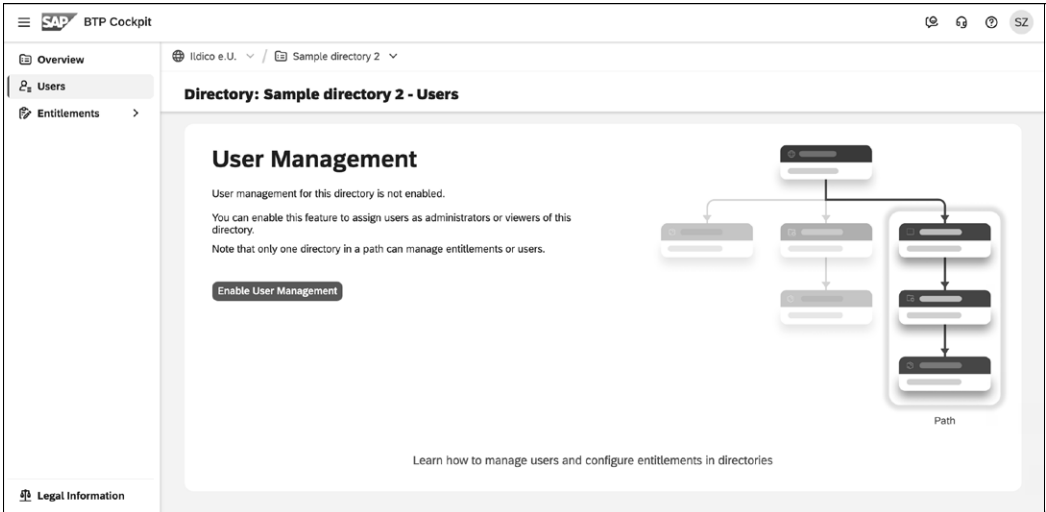 SAP BTP Cockpit
SZ
Overview
Users
Entitlements
Ildico e.U. / Sample directory 2
Directory: Sample directory 2 - Users
User Management
User management for this directory is not enabled.
You can enable this feature to assign users as administrators or viewers of this
directory.
Note that only one directory in a path can manage entitlements or users.
Enable User Management
Path
Learn how to manage users and configure entitlements in directories
Legal Information